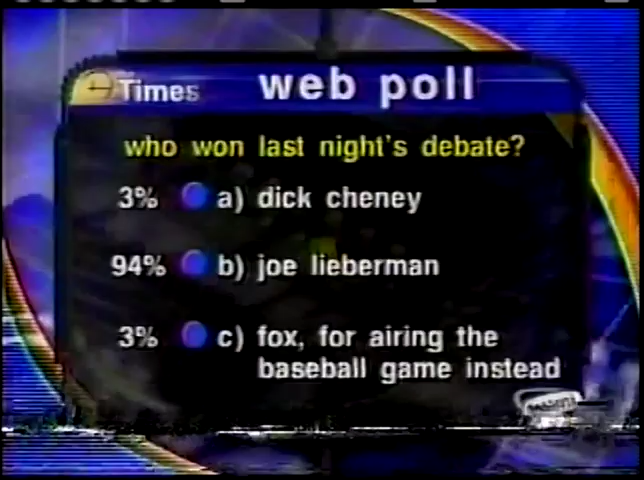 Times web poll
who won last night's debate?
3% a) dick cheney
94% b) joe lieberman
3% c) fox, for airing the
baseball game instead